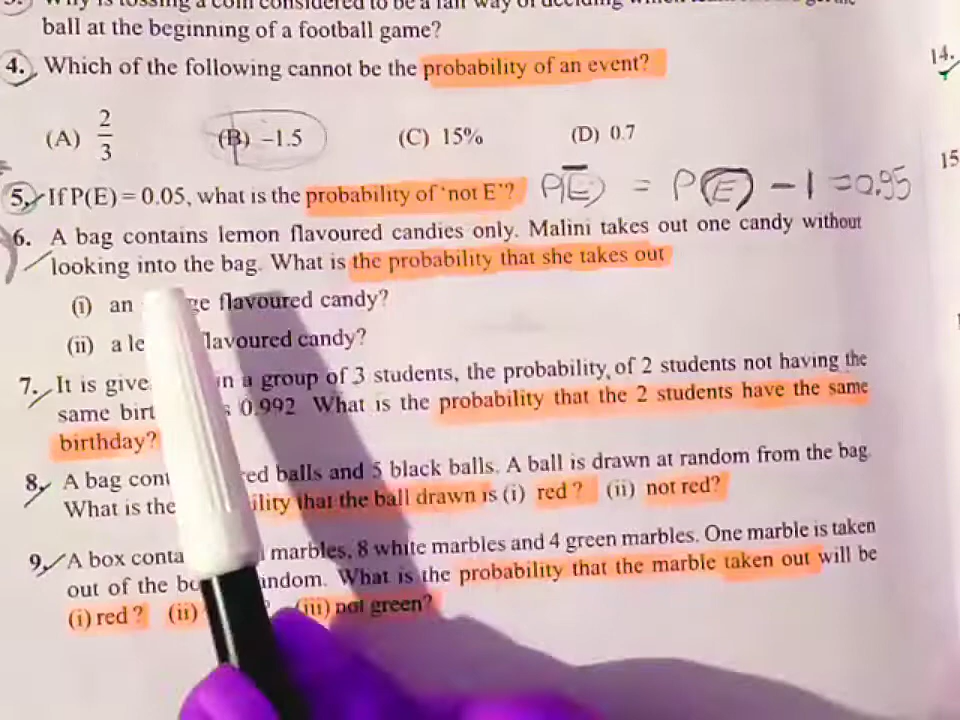 ball at the beginning of a football game?
4. Which of the following cannot be the probability of an event?
14.
(A) 2/3 (B) –1.5 (C) 15% (D) 0.7
15
5. If P(E) = 0.05, what is the probability of 'not E'? P(E̅) = P(E) – 1 = 0.95
6. A bag contains lemon flavoured candies only. Malini takes out one candy without
looking into the bag. What is the probability that she takes out
(i) an ge flavoured candy?
(ii) a le lavoured candy?
7. It is give in a group of 3 students, the probability of 2 students not having the
same birt 0.992 What is the probability that the 2 students have the same
birthday?
8. A bag cont ed balls and 5 black balls. A ball is drawn at random from the bag.
What is the ility that the ball drawn is (i) red ? (ii) not red?
9. A box conta marbles, 8 white marbles and 4 green marbles. One marble is taken
out of the bo andom. What is the probability that the marble taken out will be
(i) red ? (ii) (iii) not green?